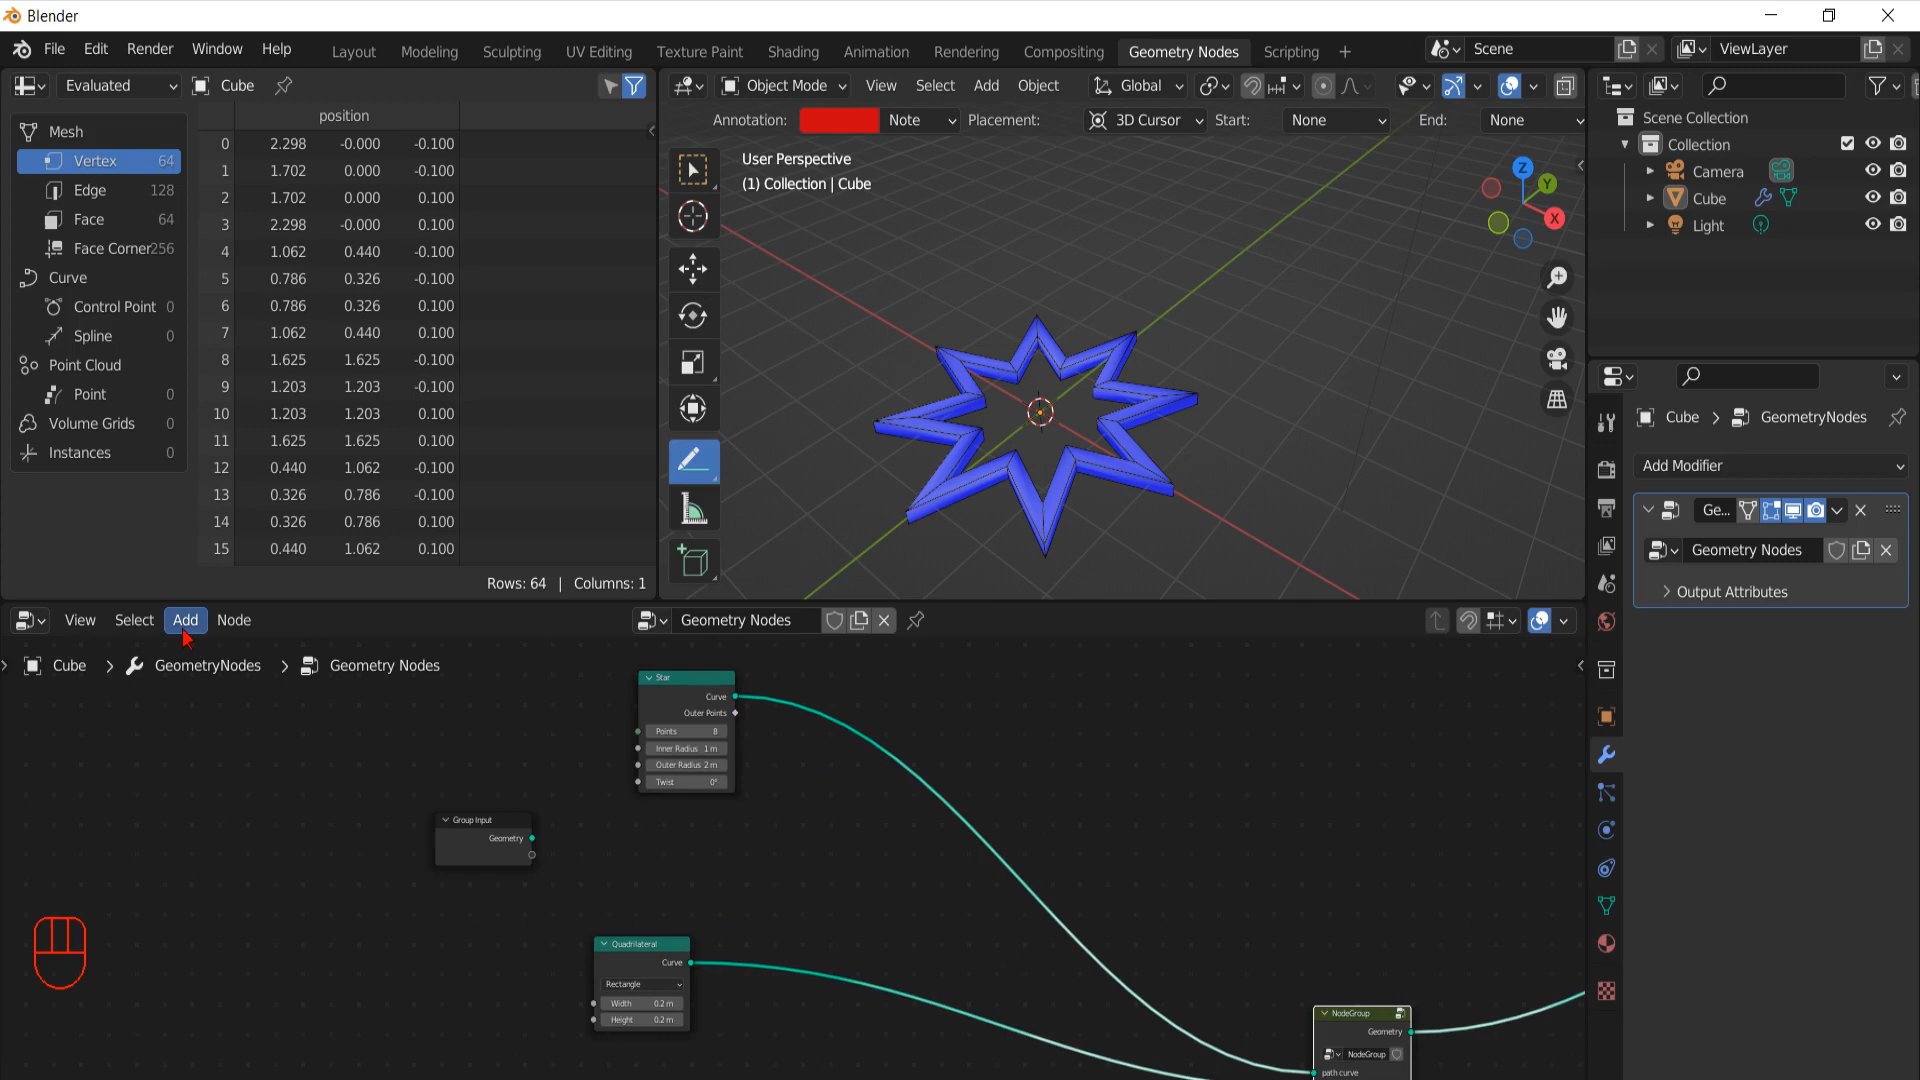 Blender
File Edit Render Window Help Layout Modeling Sculpting UV Editing Texture Paint Shading Animation Rendering Compositing Geometry Nodes Scripting + Scene ViewLayer
Evaluated Cube
position
Mesh
Vertex 64
Edge 128
Face 64
Face Corner 256
Curve
Control Point 0
Spline 0
Point Cloud
Point 0
Volume Grids 0
Instances 0
0 2.298 -0.000 -0.100
1 1.702 0.000 -0.100
2 1.702 0.000 0.100
3 2.298 -0.000 0.100
4 1.062 0.440 -0.100
5 0.786 0.326 -0.100
6 0.786 0.326 0.100
7 1.062 0.440 0.100
8 1.625 1.625 -0.100
9 1.203 1.203 -0.100
10 1.203 1.203 0.100
11 1.625 1.625 0.100
12 0.440 1.062 -0.100
13 0.326 0.786 -0.100
14 0.326 0.786 0.100
15 0.440 1.062 0.100
Rows: 64 | Columns: 1
Object Mode View Select Add Object Global
Annotation: Note Placement: 3D Cursor Start: None End: None
User Perspective
(1) Collection | Cube
Z
Y
X
Scene Collection
Collection
Camera
Cube
Light
Cube > GeometryNodes
Add Modifier
Ge...
Geometry Nodes
Output Attributes
View Select Add Node Geometry Nodes
Cube > GeometryNodes > Geometry Nodes
Star
Curve
Outer Points
Points 8
Inner Radius 1 m
Outer Radius 2 m
Twist 0°
Group Input
Geometry
Quadrilateral
Curve
Rectangle
Width 0.2 m
Height 0.2 m
NodeGroup
Geometry
NodeGroup
path curve